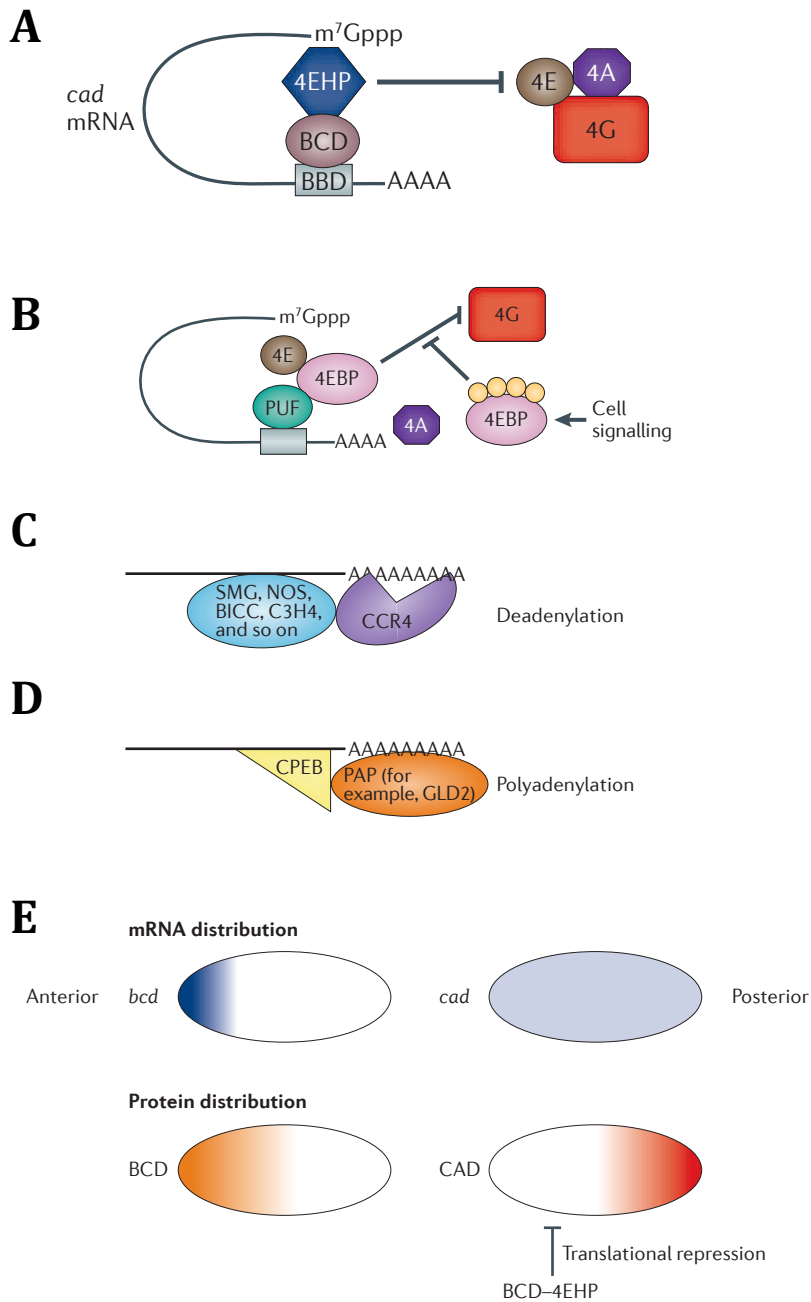 A
m⁷Gppp
4EHP
4E
4A
cad
mRNA
BCD
4G
BBD
AAAA
B
m⁷Gppp
4G
4E
4EBP
PUF
4A
4EBP
Cell
signalling
AAAA
C
AAAAAAAAA
SMG, NOS,
BICC, C3H4,
and so on
CCR4
Deadenylation
D
AAAAAAAAA
CPEB
PAP (for
example, GLD2)
Polyadenylation
E
mRNA distribution
Anterior
bcd
cad
Posterior
Protein distribution
BCD
CAD
Translational repression
BCD–4EHP